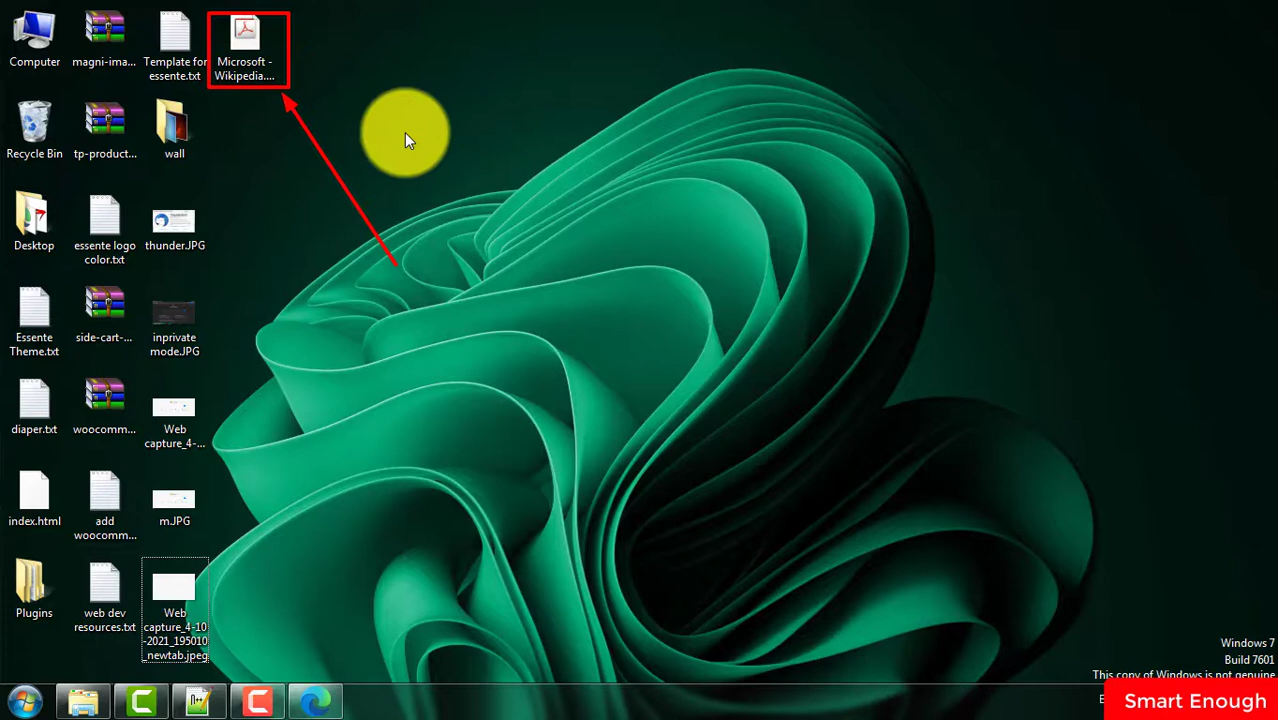 Computer
magni-ima...
Template for
essente.txt
Microsoft -
Wikipedia....
Recycle Bin
tp-product...
wall
Desktop
essente logo
color.txt
thunder.JPG
Essente
Theme.txt
side-cart-...
inprivate
mode.JPG
diaper.txt
woocomm...
Web
capture_4-...
index.html
add
woocomm...
m.JPG
Plugins
web dev
resources.txt
Web
capture_4-10
-2021_195010
_newtab.jpeg
Windows 7
Build 7601
This copy of Windows is not genuine
Smart Enough